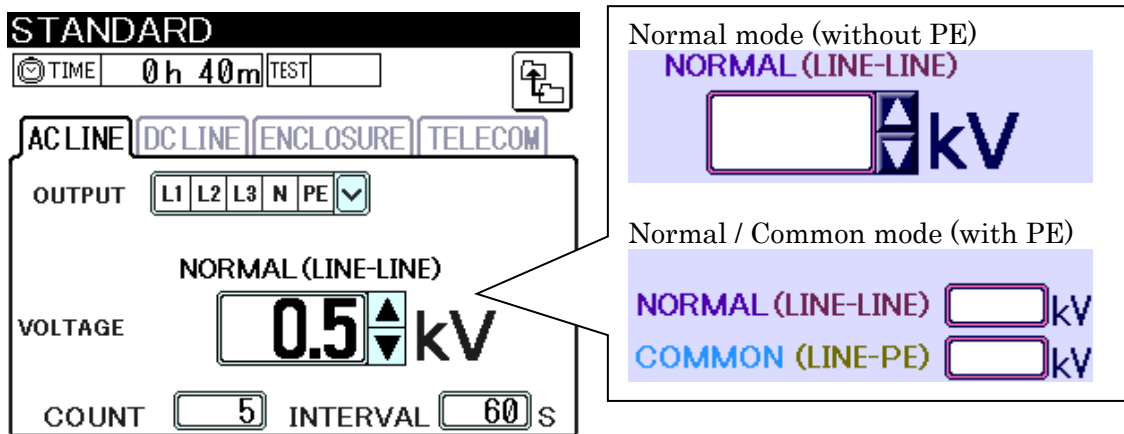 STANDARD
TIME 0h 40m TEST
AC LINE DC LINE ENCLOSURE TELECOM
OUTPUT L1 L2 L3 N PE
NORMAL (LINE-LINE)
VOLTAGE 0.5 kV
COUNT 5 INTERVAL 60 S
Normal mode (without PE)
NORMAL (LINE-LINE)
kV
Normal / Common mode (with PE)
NORMAL (LINE-LINE) kV
COMMON (LINE-PE) kV